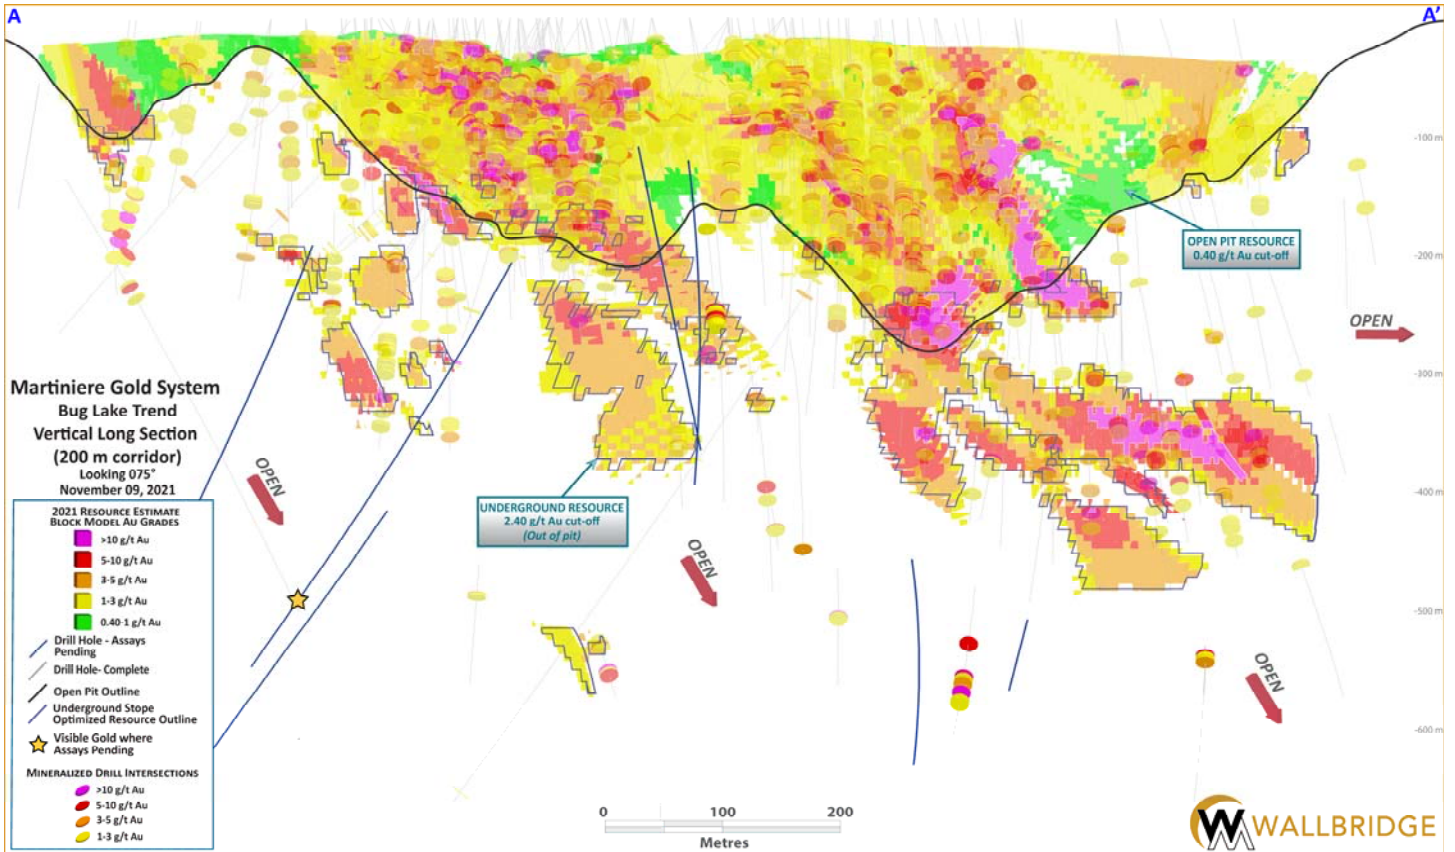 A
A'
-100 m
OPEN PIT RESOURCE
0.40 g/t Au cut-off
-200 m
OPEN
-300 m
Martiniere Gold System
Bug Lake Trend
Vertical Long Section
(200 m corridor)
Looking 075°
November 09, 2021
OPEN
UNDERGROUND RESOURCE
2.40 g/t Au cut-off
(Out of pit)
-400 m
OPEN
-500 m
OPEN
-600 m
2021 RESOURCE ESTIMATE
BLOCK MODEL AU GRADES
>10 g/t Au
5-10 g/t Au
3-5 g/t Au
1-3 g/t Au
0.40-1 g/t Au
Drill Hole - Assays
Pending
Drill Hole- Complete
Open Pit Outline
Underground Stope
Optimized Resource Outline
Visible Gold where
Assays Pending
MINERALIZED DRILL INTERSECTIONS
>10 g/t Au
5-10 g/t Au
3-5 g/t Au
1-3 g/t Au
0 100 200
Metres
WALLBRIDGE